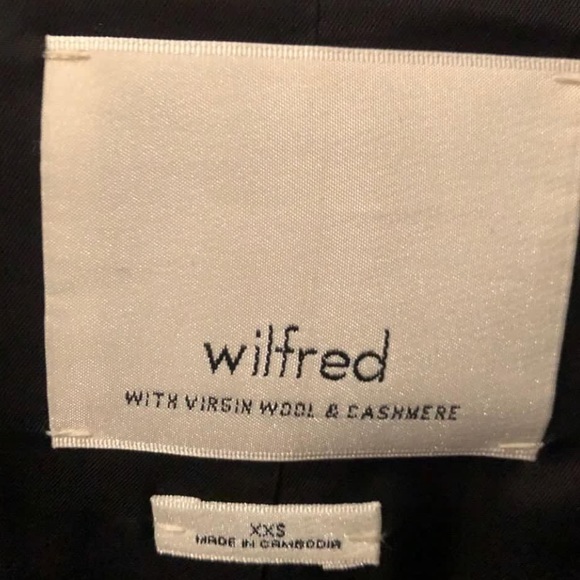 wilfred
WITH VIRGIN WOOL & CASHMERE
XXS
MADE IN CAMBODIA